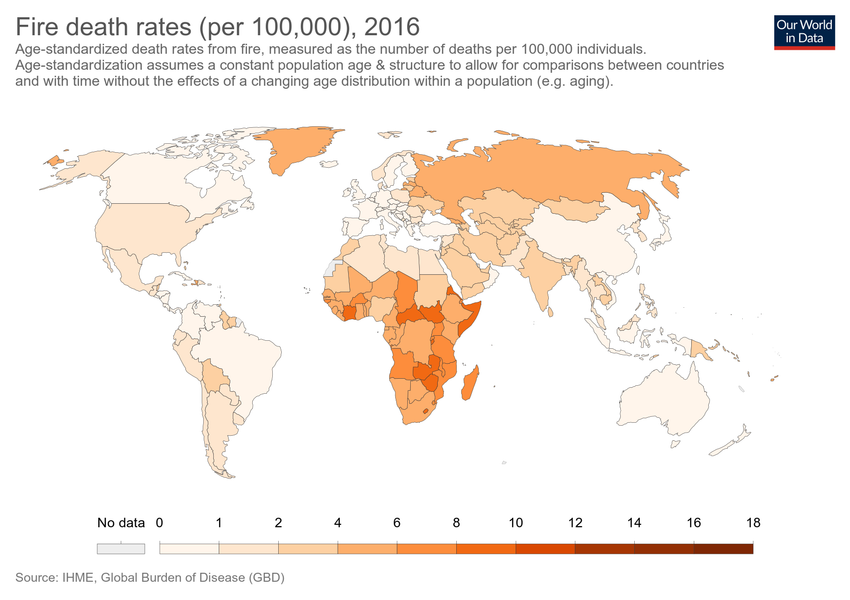 Fire death rates (per 100,000), 2016
Our World
in Data
Age-standardized death rates from fire, measured as the number of deaths per 100,000 individuals.
Age-standardization assumes a constant population age & structure to allow for comparisons between countries
and with time without the effects of a changing age distribution within a population (e.g. aging).
No data 0 1 2 4 6 8 10 12 14 16 18
Source: IHME, Global Burden of Disease (GBD)